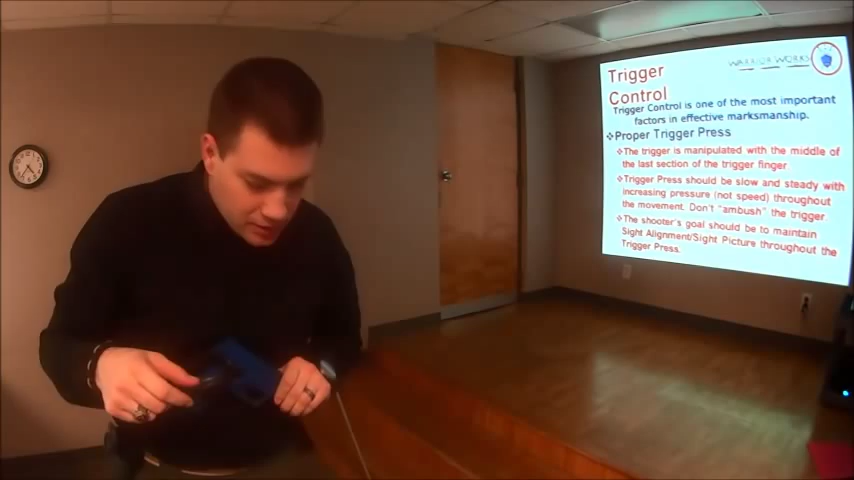 WARRIOR WORKS
Trigger
Control
Trigger Control is one of the most important
factors in effective marksmanship.
❖Proper Trigger Press
❖The trigger is manipulated with the middle of
the last section of the trigger finger.
❖Trigger Press should be slow and steady with
increasing pressure (not speed) throughout
the movement. Don't "ambush" the trigger.
❖The shooter's goal should be to maintain
Sight Alignment/Sight Picture throughout the
Trigger Press.